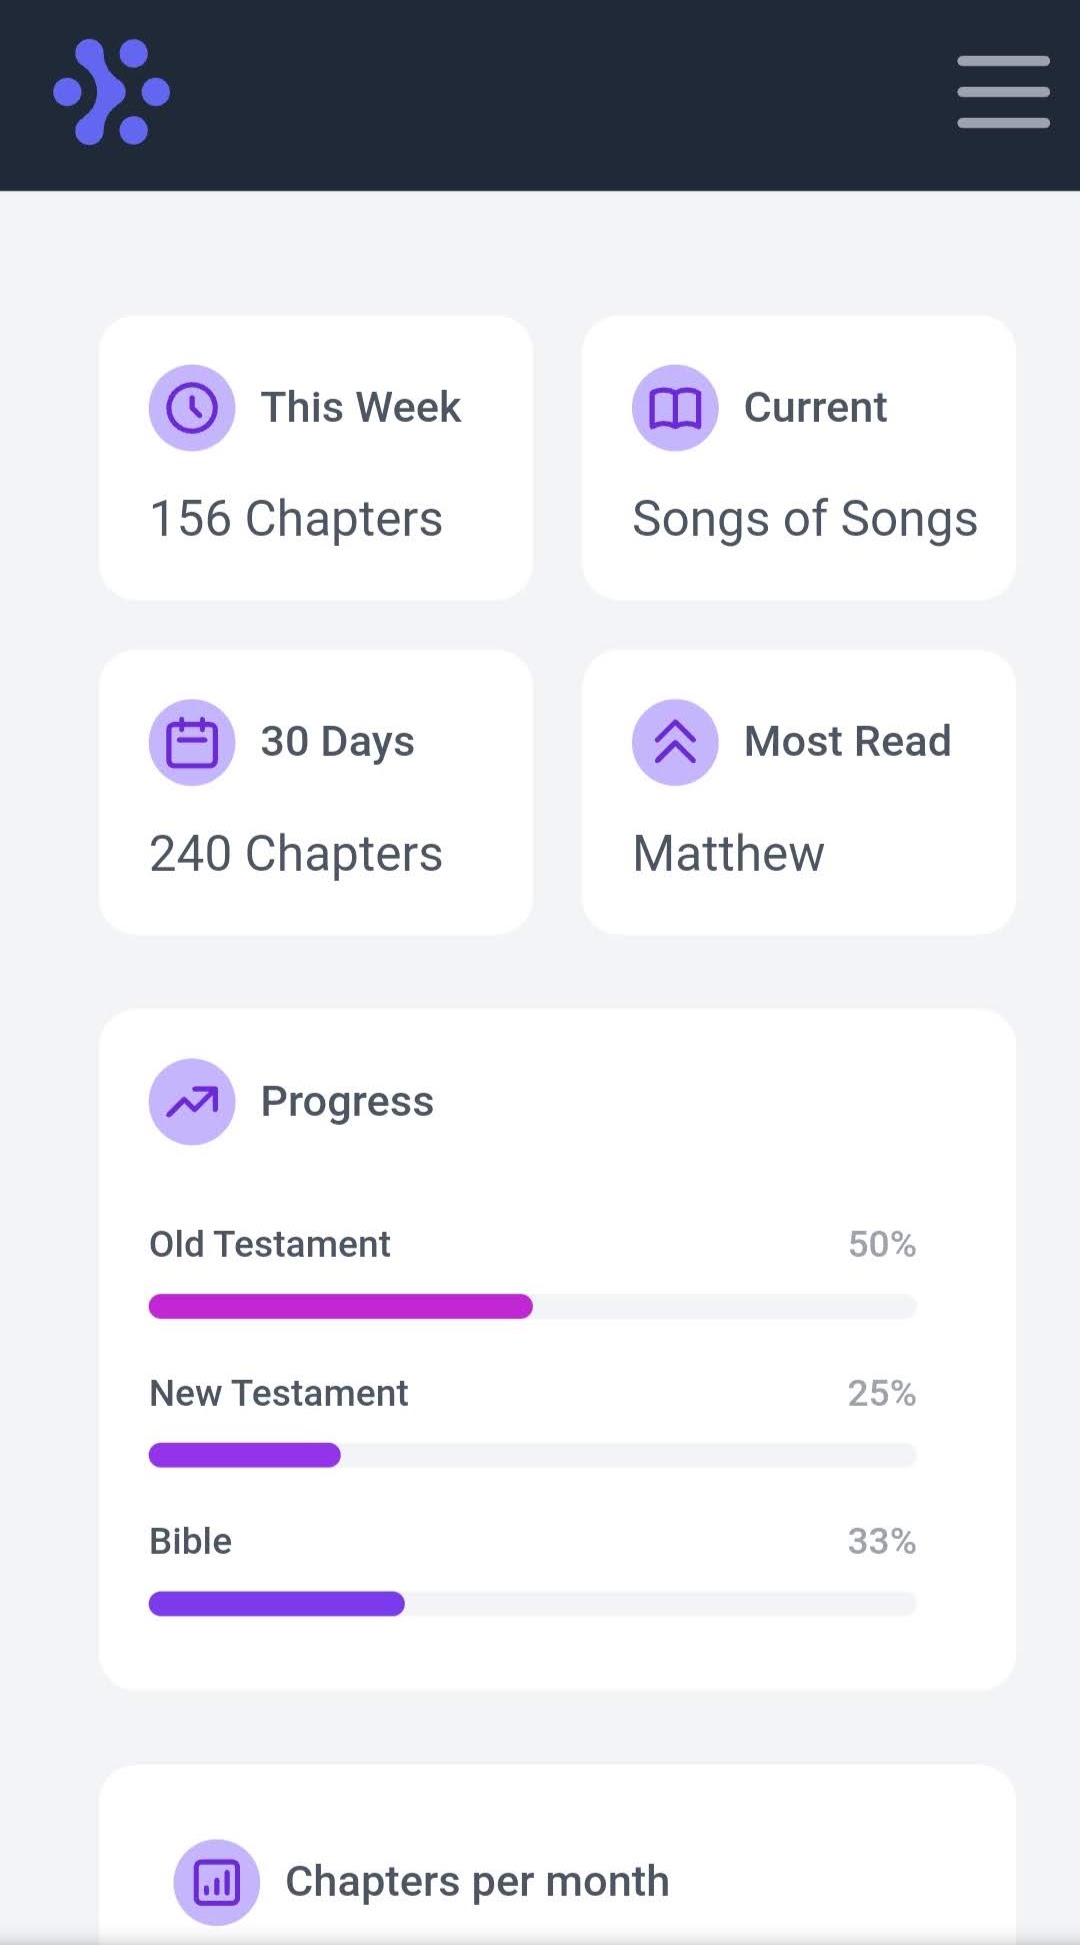 This Week
156 Chapters
Current
Songs of Songs
30 Days
240 Chapters
Most Read
Matthew
Progress
Old Testament 50%
New Testament 25%
Bible 33%
Chapters per month